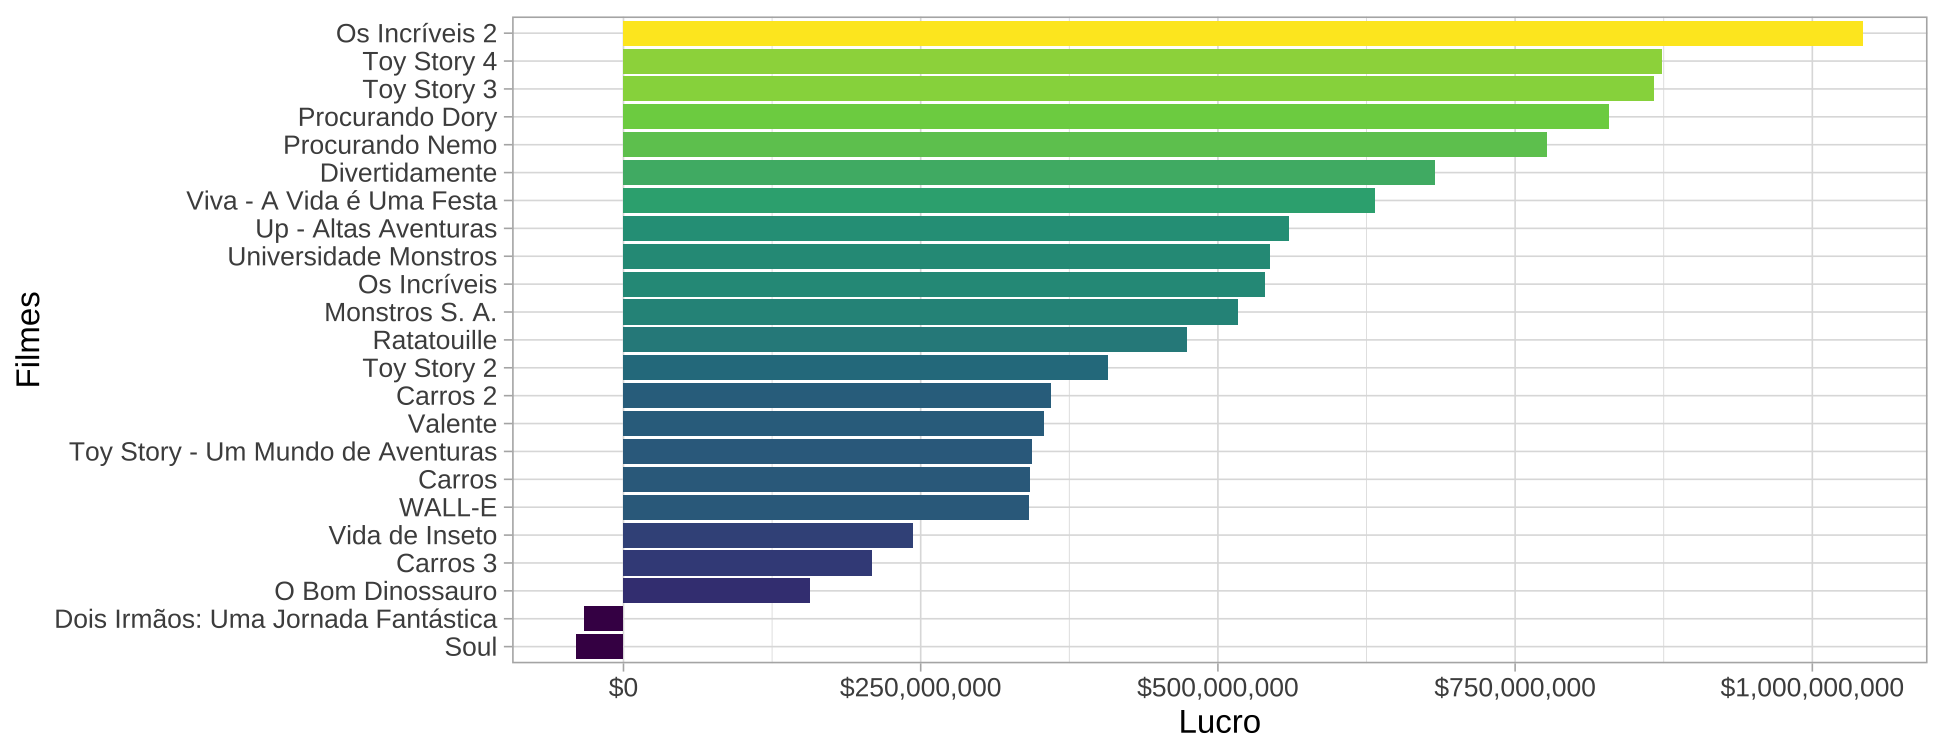 Filmes
Os Incríveis 2
Toy Story 4
Toy Story 3
Procurando Dory
Procurando Nemo
Divertidamente
Viva - A Vida é Uma Festa
Up - Altas Aventuras
Universidade Monstros
Os Incríveis
Monstros S. A.
Ratatouille
Toy Story 2
Carros 2
Valente
Toy Story - Um Mundo de Aventuras
Carros
WALL-E
Vida de Inseto
Carros 3
O Bom Dinossauro
Dois Irmãos: Uma Jornada Fantástica
Soul
$0 $250,000,000 $500,000,000 $750,000,000 $1,000,000,000
Lucro